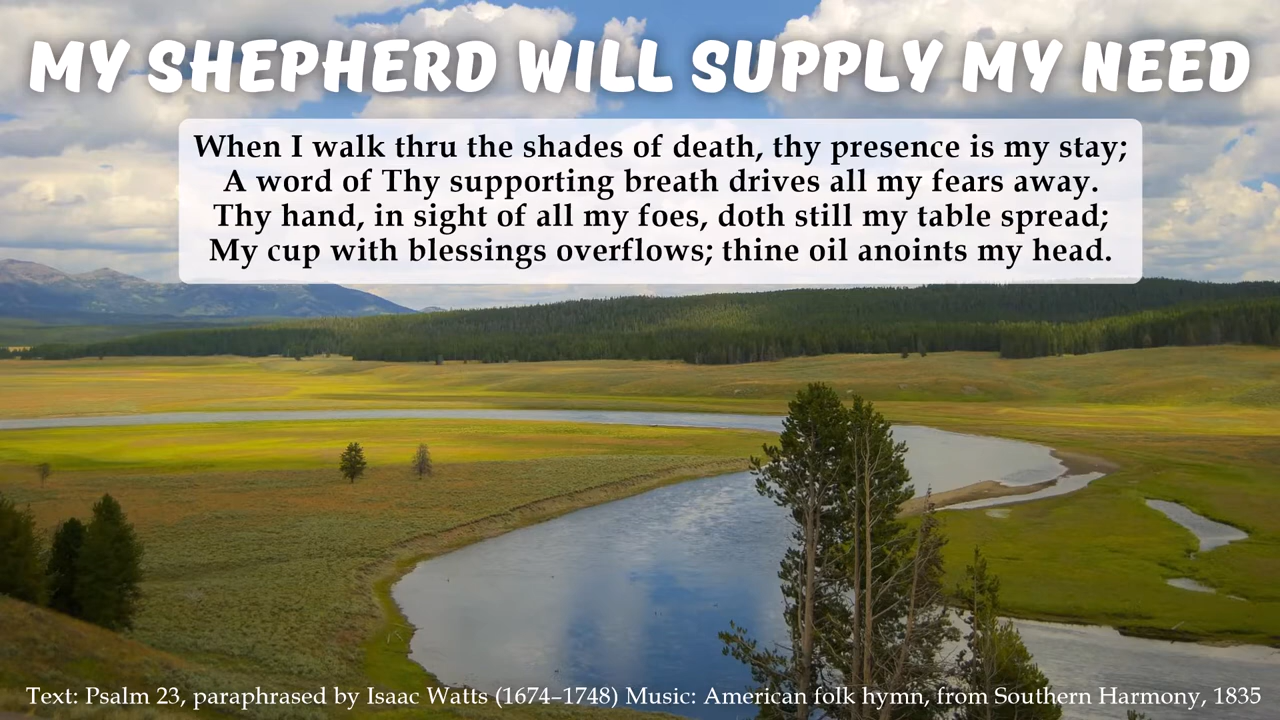 MY SHEPHERD WILL SUPPLY MY NEED
When I walk thru the shades of death, thy presence is my stay;
A word of Thy supporting breath drives all my fears away.
Thy hand, in sight of all my foes, doth still my table spread;
My cup with blessings overflows; thine oil anoints my head.
Text: Psalm 23, paraphrased by Isaac Watts (1674–1748) Music: American folk hymn, from Southern Harmony, 1835